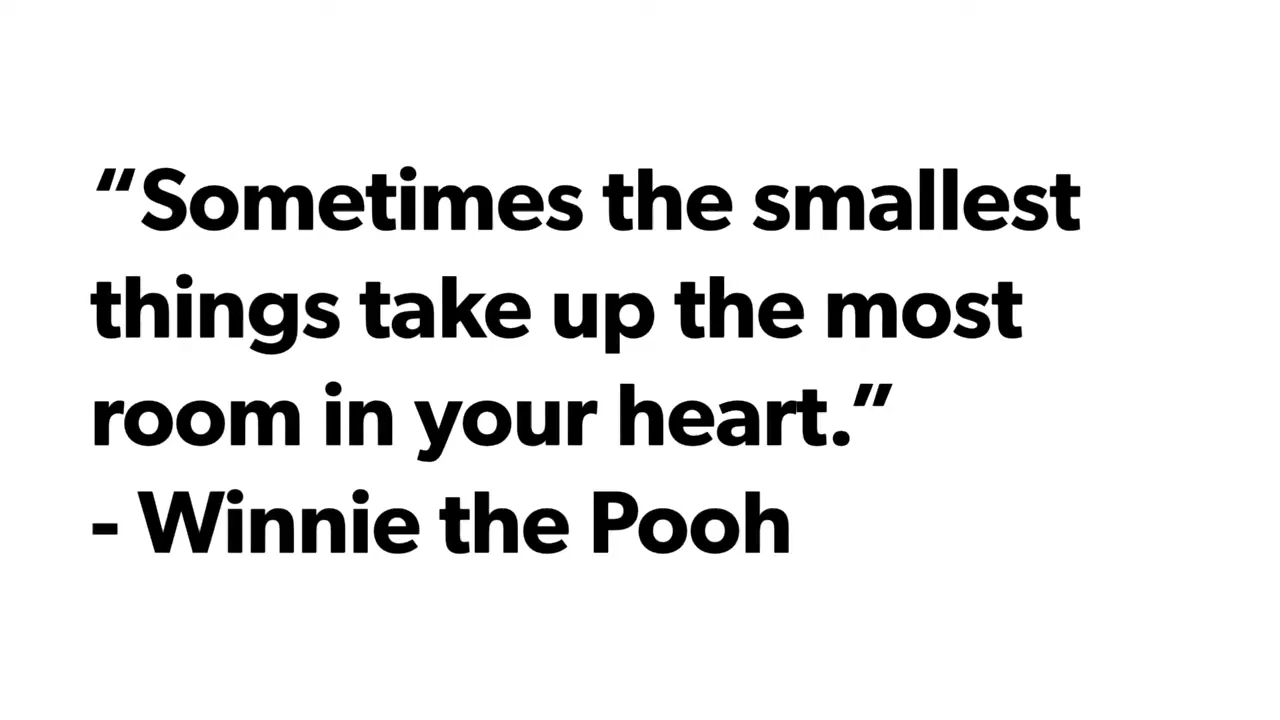 “Sometimes the smallest
things take up the most
room in your heart.”
- Winnie the Pooh